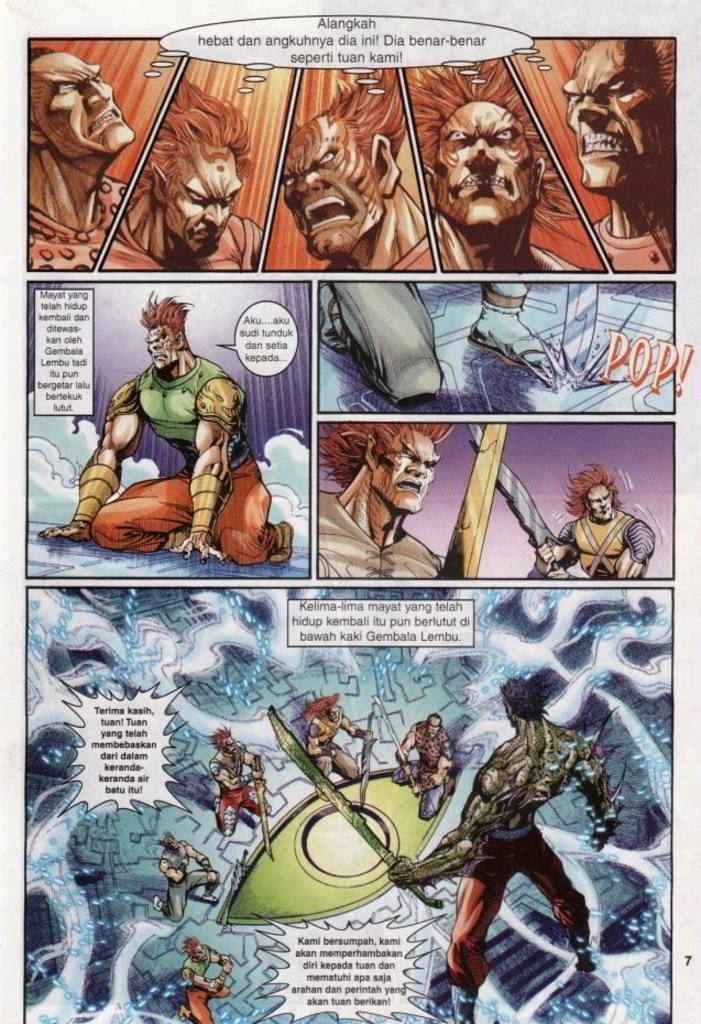 Alangkah
hebat dan angkuhnya dia ini! Dia benar-benar
seperti tuan kami!
Mayat yang
telah hidup
kembali dan
ditewas-
kan oleh
Gembala
Lembu tadi
itu pun
bergetar lalu
bertekuk
lutut.
Aku....aku
sudi tunduk
dan setia
kepada...
POP!
Kelima-lima mayat yang telah
hidup kembali itu pun berlutut di
bawah kaki Gembala Lembu.
Terima kasih,
tuan! Tuan
yang telah
membebaskan
dari dalam
keranda-
keranda air
batu itu!
Kami bersumpah, kami
akan memperhambakan
diri kepada tuan dan
mematuhi apa saja
arahan dan perintah yang
akan tuan berikan!
7